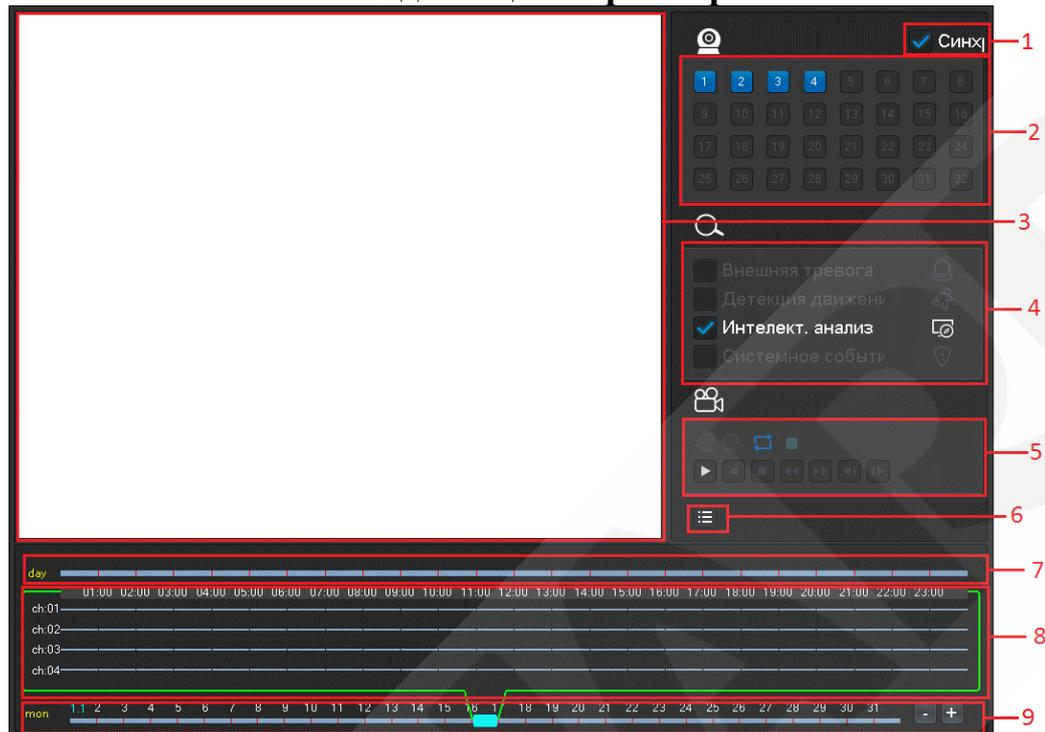 Синх
1
1 2 3 4 5 6 7 8
9 10 11 12 13 14 15 16
17 18 19 20 21 22 23 24
25 26 27 28 29 30 31 32
2
3
Внешняя тревога
Детекция движени
Интелект. анализ
Системное событи
4
5
6
day
7
01:00 02:00 03:00 04:00 05:00 06:00 07:00 08:00 09:00 10:00 11:00 12:00 13:00 14:00 15:00 16:00 17:00 18:00 19:00 20:00 21:00 22:00 23:00
ch:01
ch:02
ch:03
ch:04
8
mon 1.1 2 3 4 5 6 7 8 9 10 11 12 13 14 15 16 1 18 19 20 21 22 23 24 25 26 27 28 29 30 31 - +
9